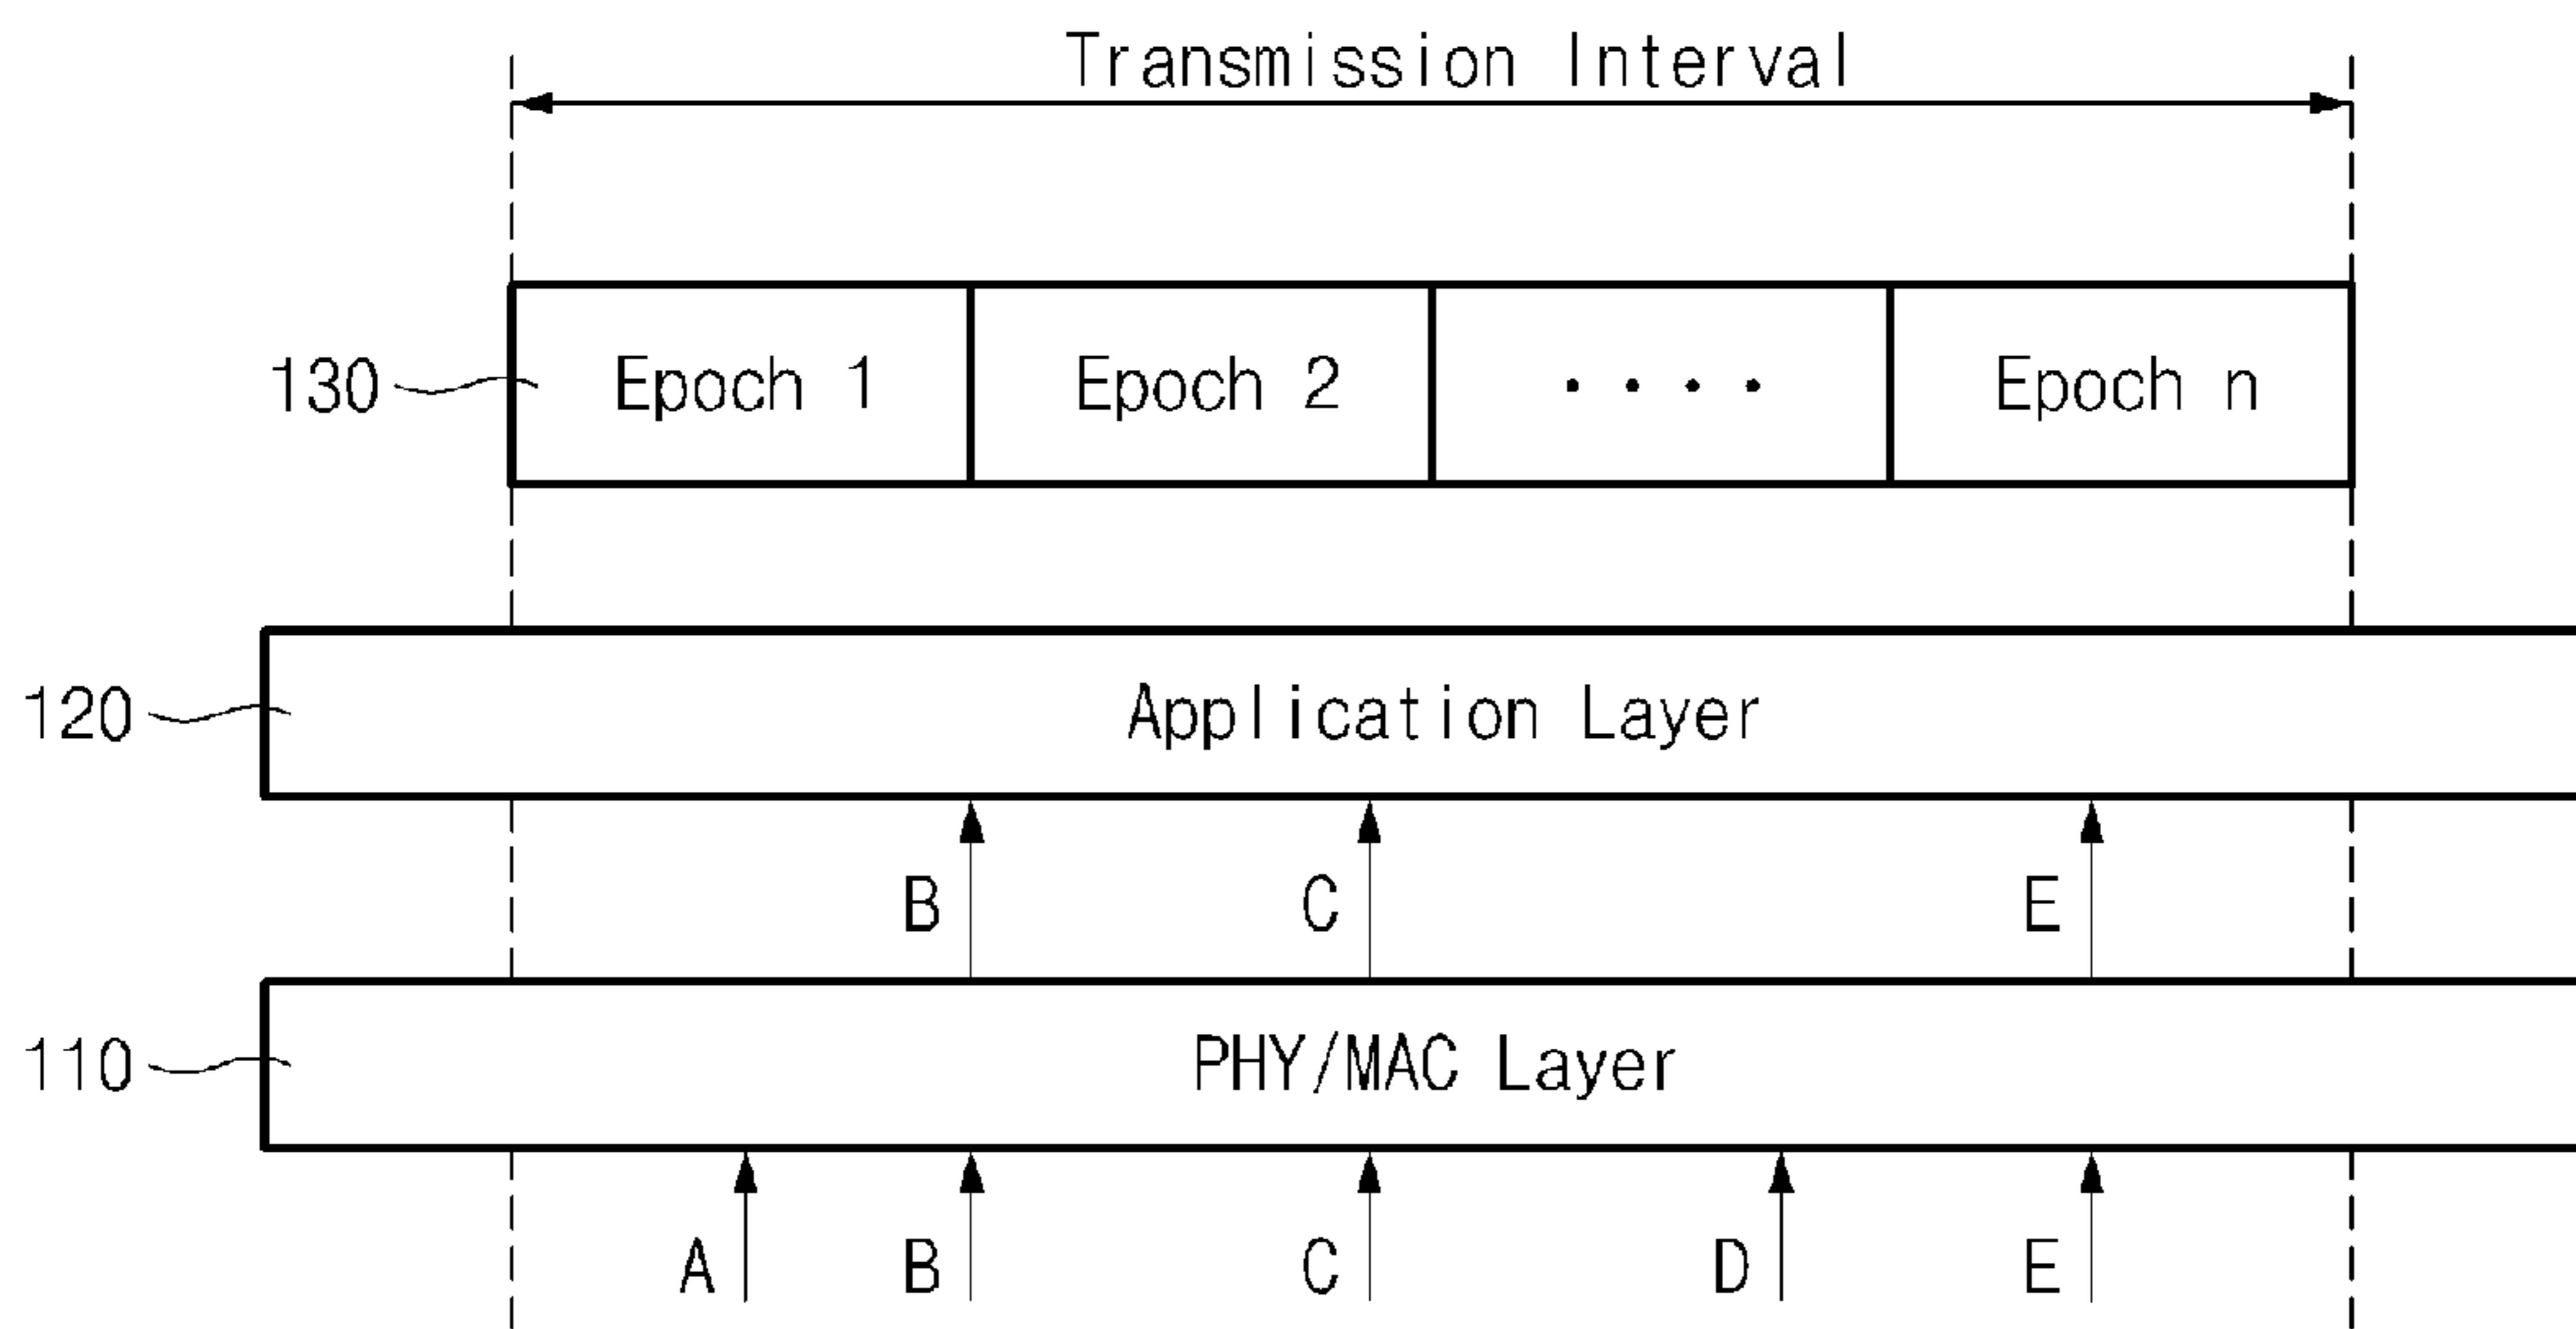 Transmission Interval
130 Epoch 1 Epoch 2 .... Epoch n
120 Application Layer
B C E
110 PHY/MAC Layer
A B C D E